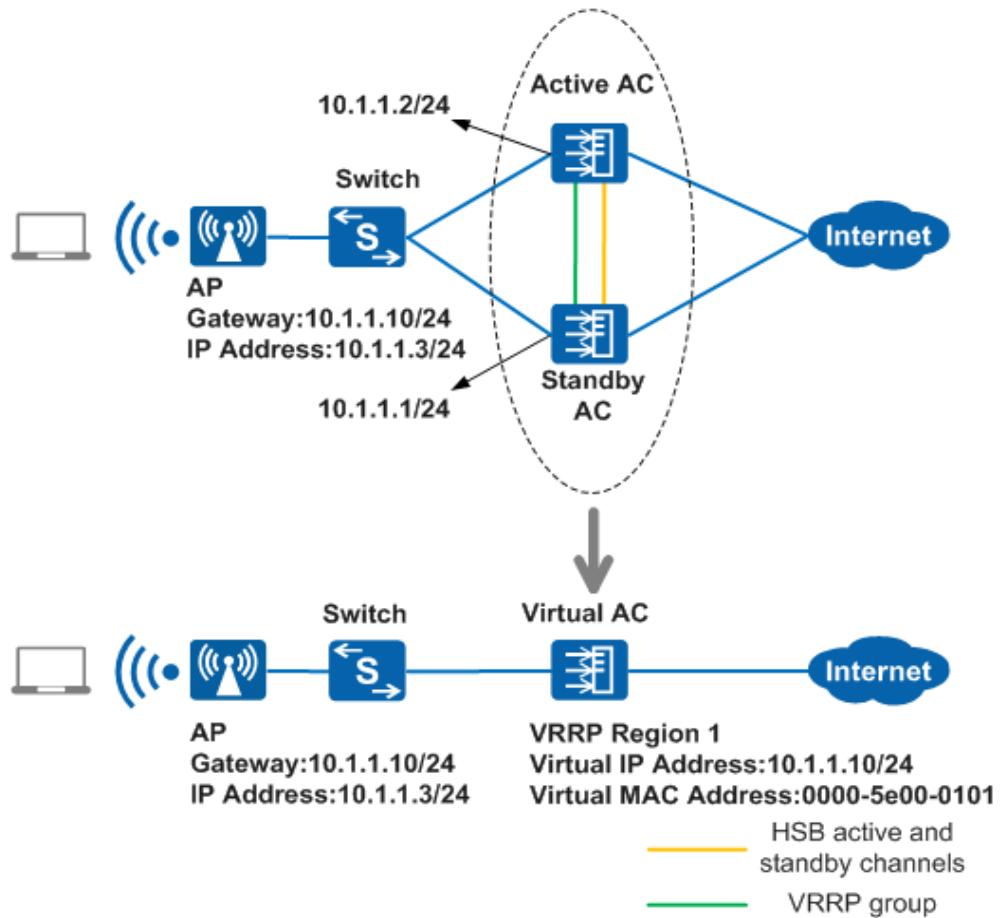 Active AC
10.1.1.2/24
Switch
S
Internet
AP
Gateway:10.1.1.10/24
IP Address:10.1.1.3/24
Standby
AC
10.1.1.1/24
Switch
Virtual AC
S
Internet
AP
Gateway:10.1.1.10/24
IP Address:10.1.1.3/24
VRRP Region 1
Virtual IP Address:10.1.1.10/24
Virtual MAC Address:0000-5e00-0101
HSB active and
standby channels
VRRP group